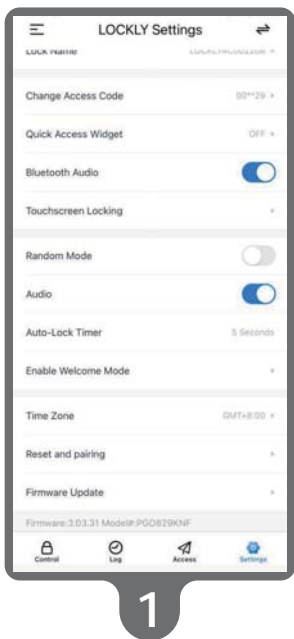 LOCKLY Settings
Lock Name
Change Access Code 00**29
Quick Access Widget OFF
Bluetooth Audio
Touchscreen Locking
Random Mode
Audio
Auto-Lock Timer 5 Seconds
Enable Welcome Mode
Time Zone GMT+8:00
Reset and pairing
Firmware Update
Firmware:3.03.31 Model#:PGD829KNF
Control Log Access Settings
1